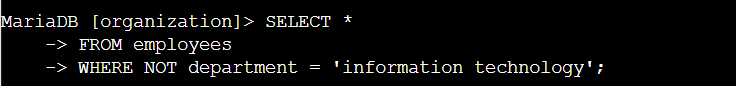 MariaDB [organization]> SELECT *
    -> FROM employees
    -> WHERE NOT department = 'information technology';